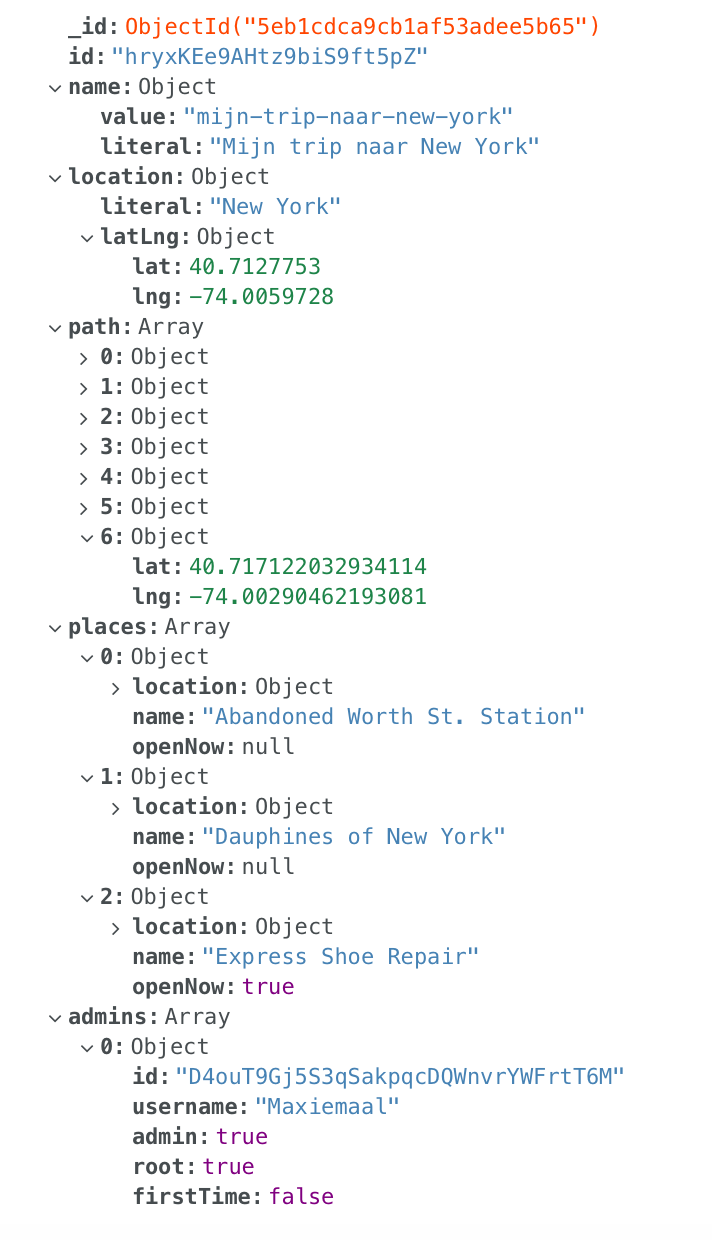 _id: ObjectId("5eb1cdca9cb1af53adee5b65")
id: "hryxKEe9AHtz9biS9ft5pZ"
name: Object
value: "mijn-trip-naar-new-york"
literal: "Mijn trip naar New York"
location: Object
literal: "New York"
latLng: Object
lat: 40.7127753
lng: -74.0059728
path: Array
0: Object
1: Object
2: Object
3: Object
4: Object
5: Object
6: Object
lat: 40.717122032934114
lng: -74.00290462193081
places: Array
0: Object
location: Object
name: "Abandoned Worth St. Station"
openNow: null
1: Object
location: Object
name: "Dauphines of New York"
openNow: null
2: Object
location: Object
name: "Express Shoe Repair"
openNow: true
admins: Array
0: Object
id: "D4ouT9Gj5S3qSakpqcDQWnvrYWFrtT6M"
username: "Maxiemaal"
admin: true
root: true
firstTime: false